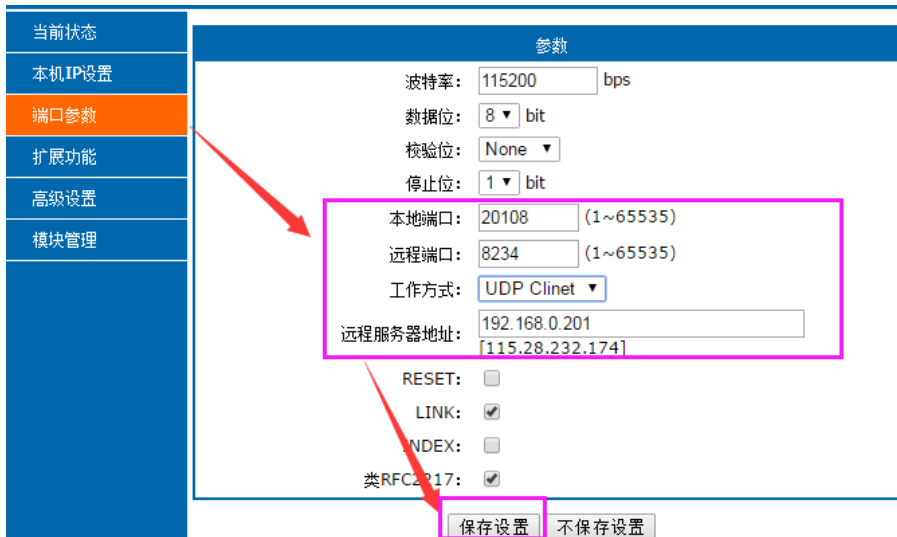 当前状态
本机IP设置
端口参数
扩展功能
高级设置
模块管理
参数
波特率: 115200 bps
数据位: 8 bit
校验位: None
停止位: 1 bit
本地端口: 20108 (1~65535)
远程端口: 8234 (1~65535)
工作方式: UDP Clinet
远程服务器地址: 192.168.0.201
[115.28.232.174]
RESET:
LINK:
INDEX:
类RFC2217:
保存设置 不保存设置